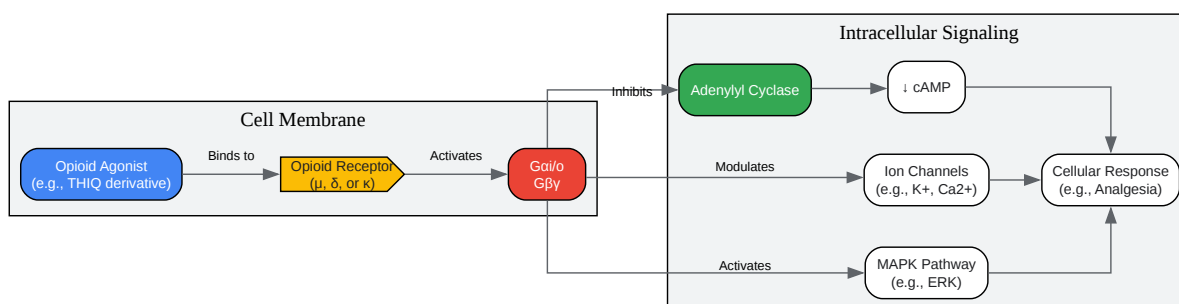 Intracellular Signaling
Inhibits
Adenylyl Cyclase
↓ cAMP
Cell Membrane
Opioid Agonist
(e.g., THIQ derivative)
Binds to
Opioid Receptor
(μ, δ, or κ)
Activates
Gαi/o
Gβγ
Modulates
Ion Channels
(e.g., K+, Ca2+)
Cellular Response
(e.g., Analgesia)
Activates
MAPK Pathway
(e.g., ERK)